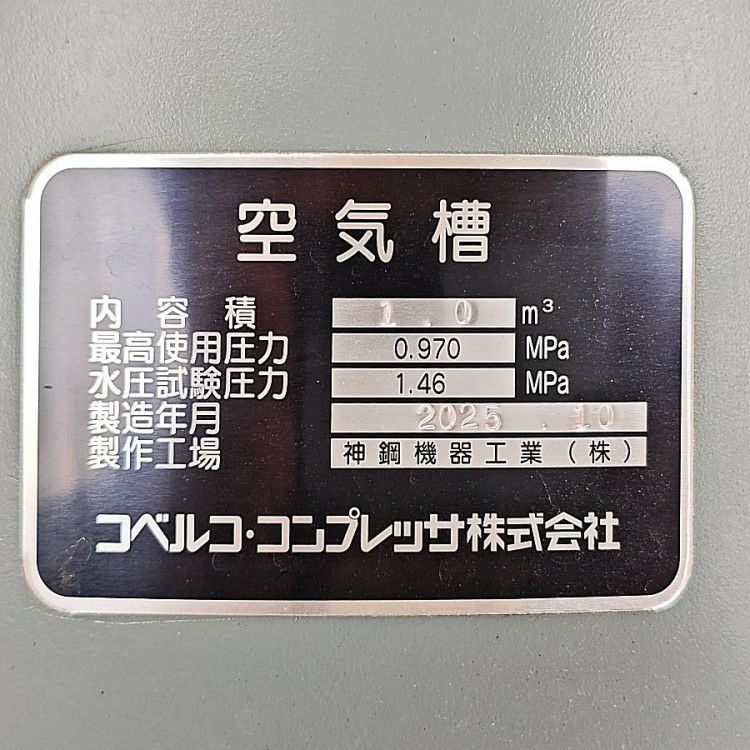 空気槽
内容積 1.0 m³
最高使用圧力 0.970 MPa
水圧試験圧力 1.46 MPa
製造年月 2025.10
製作工場 神鋼機器工業(株)
コベルコ・コンプレッサ株式会社